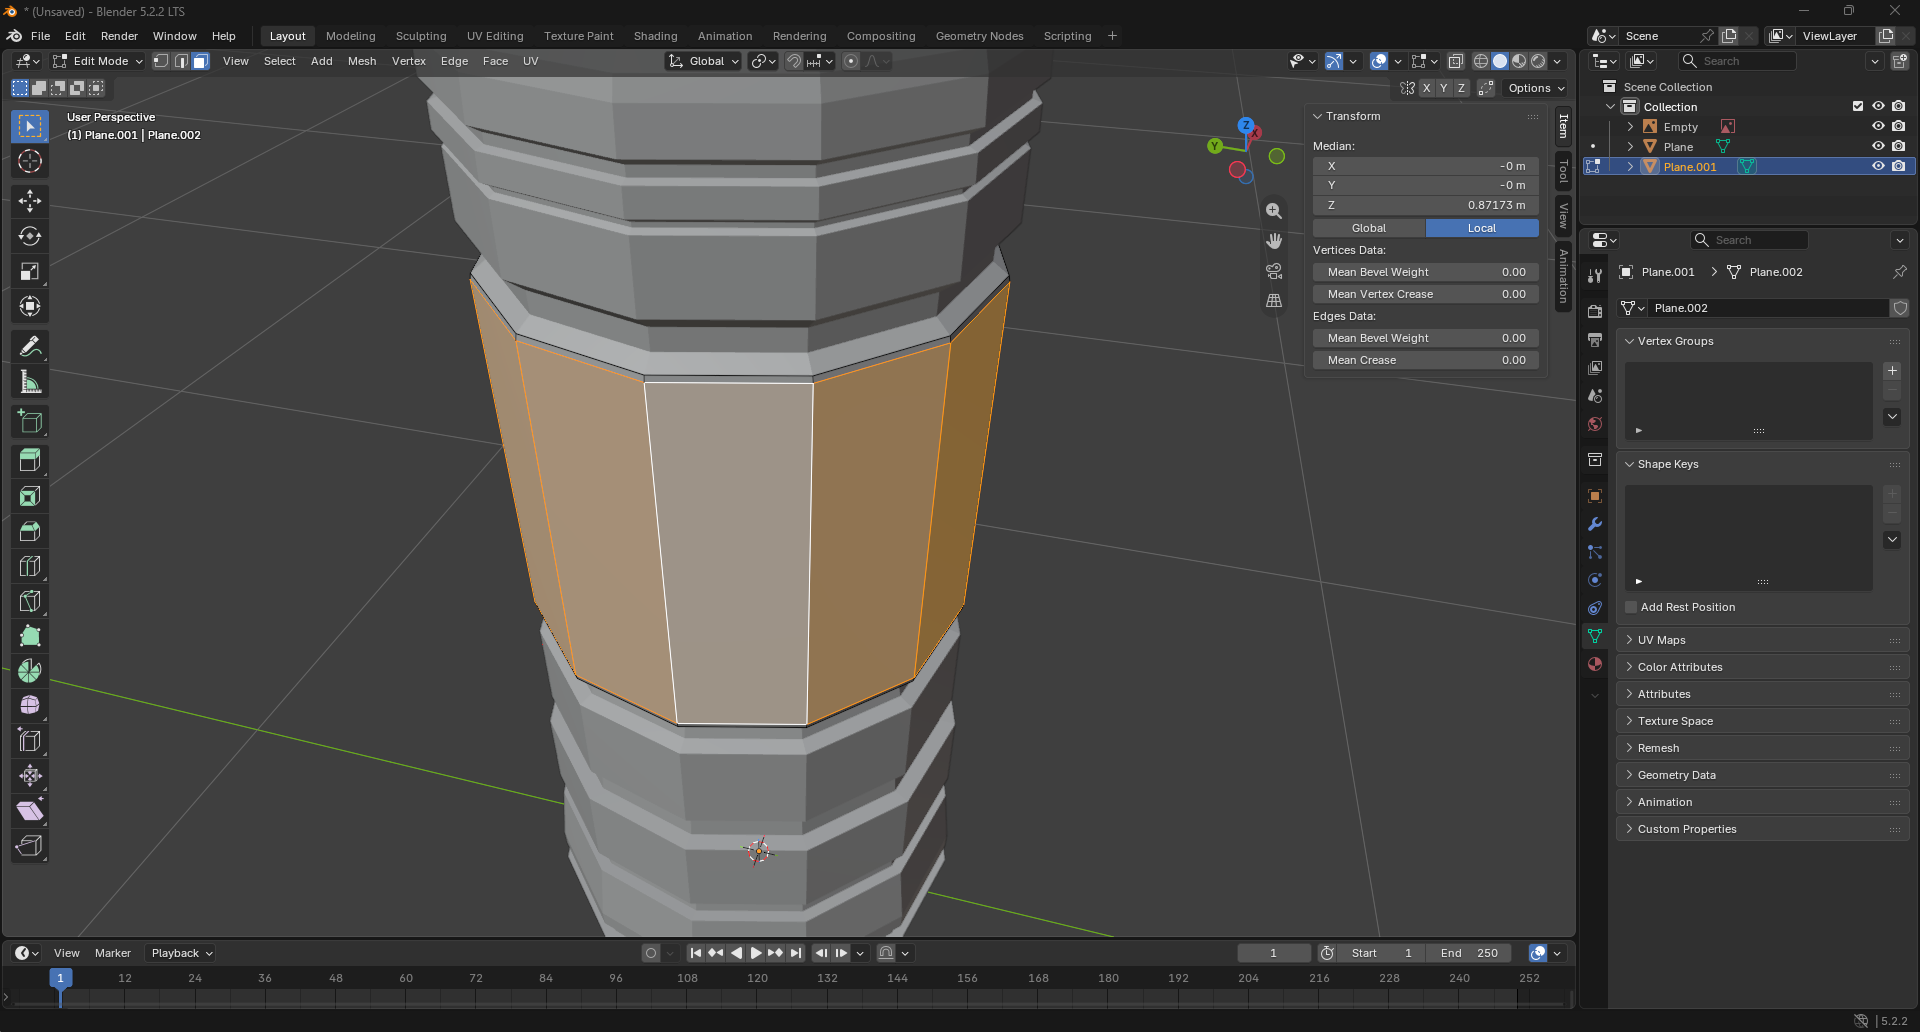 * (Unsaved) - Blender 5.2.2 LTS
File Edit Render Window Help
Layout Modeling Sculpting UV Editing Texture Paint Shading Animation Rendering Compositing Geometry Nodes Scripting
Scene
ViewLayer
Edit Mode View Select Add Mesh Vertex Edge Face UV
Global
X Y Z Options
User Perspective
(1) Plane.001 | Plane.002
Z
X
Y
Transform
Median:
X -0 m
Y -0 m
Z 0.87173 m
Global Local
Vertices Data:
Mean Bevel Weight 0.00
Mean Vertex Crease 0.00
Edges Data:
Mean Bevel Weight 0.00
Mean Crease 0.00
Item
Tool
View
Animation
Search
Scene Collection
Collection
Empty
Plane
Plane.001
Search
Plane.001 Plane.002
Plane.002
Vertex Groups
Shape Keys
Add Rest Position
UV Maps
Color Attributes
Attributes
Texture Space
Remesh
Geometry Data
Animation
Custom Properties
View Marker Playback
1 Start 1 End 250
1 12 24 36 48 60 72 84 96 108 120 132 144 156 168 180 192 204 216 228 240 252
5.2.2